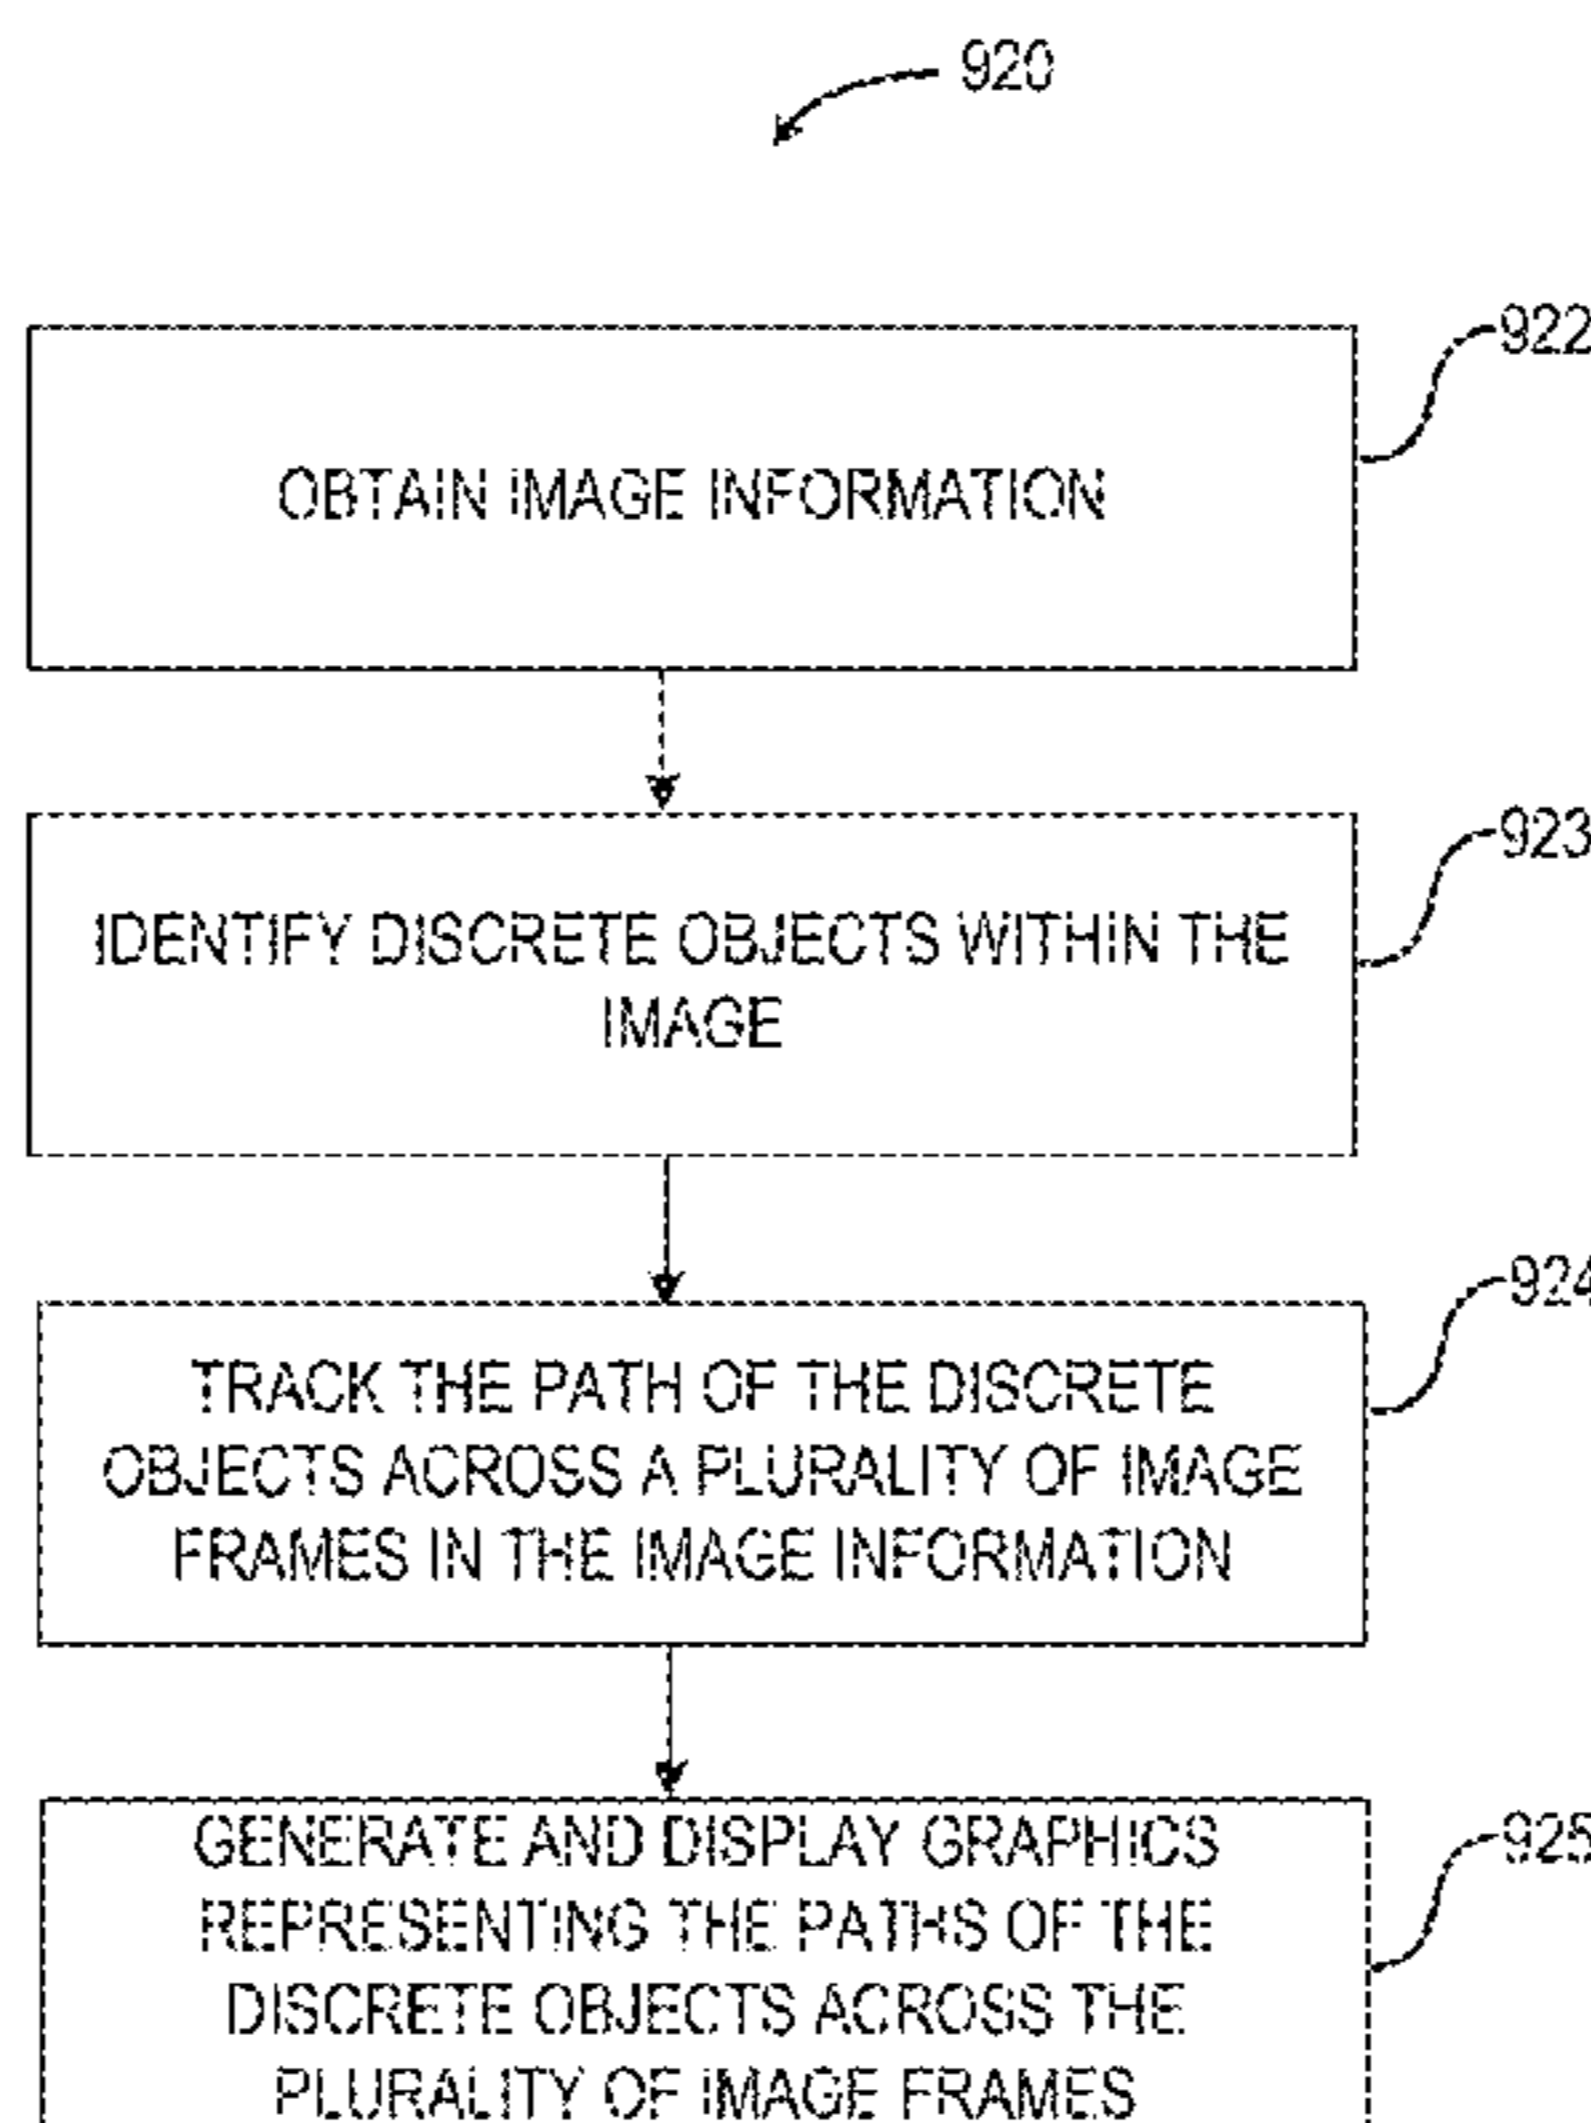 920
922
OBTAIN IMAGE INFORMATION
923
IDENTIFY DISCRETE OBJECTS WITHIN THE
IMAGE
924
TRACK THE PATH OF THE DISCRETE
OBJECTS ACROSS A PLURALITY OF IMAGE
FRAMES IN THE IMAGE INFORMATION
925
GENERATE AND DISPLAY GRAPHICS
REPRESENTING THE PATHS OF THE
DISCRETE OBJECTS ACROSS THE
PLURALITY OF IMAGE FRAMES